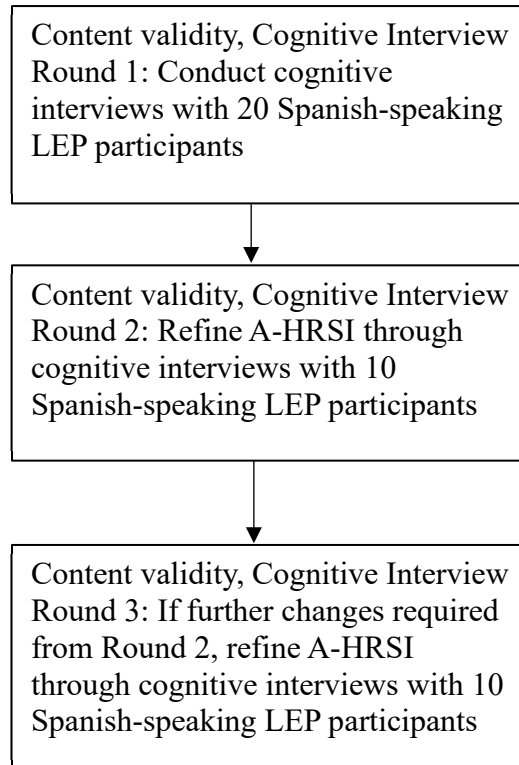 Content validity, Cognitive Interview
Round 1: Conduct cognitive
interviews with 20 Spanish-speaking
LEP participants
Content validity, Cognitive Interview
Round 2: Refine A-HRSI through
cognitive interviews with 10
Spanish-speaking LEP participants
Content validity, Cognitive Interview
Round 3: If further changes required
from Round 2, refine A-HRSI
through cognitive interviews with 10
Spanish-speaking LEP participants